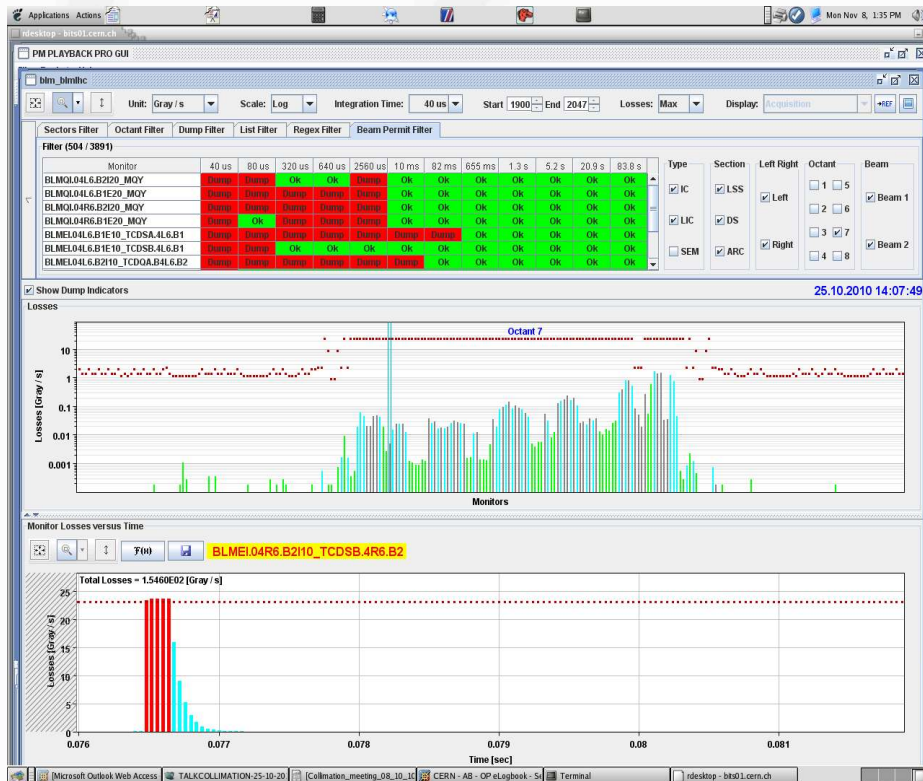 Applications Actions Mon Nov 8, 1:35 PM
rdesktop - bits01.cern.ch
PM PLAYBACK PRO GUI
blm_blmlhc
Unit: Gray / s Scale: Log Integration Time: 40 us Start 1900 End 2047 Losses: Max Display: Acquisition REF
Sectors Filter Octant Filter Dump Filter List Filter Regex Filter Beam Permit Filter
Filter (504 / 3891)
Monitor 40 us 80 us 320 us 640 us 2560 us 10 ms 82 ms 655 ms 1.3 s 5.2 s 20.9 s 83.8 s
BLMQI.04L6.B2I20_MQY Dump Dump Ok Ok Dump Ok Ok Ok Ok Ok Ok Ok
BLMQI.04L6.B1E20_MQY Dump Dump Dump Dump Dump Ok Ok Ok Ok Ok Ok Ok
BLMQI.04R6.B2I20_MQY Dump Dump Dump Dump Dump Ok Ok Ok Ok Ok Ok Ok
BLMQI.04R6.B1E20_MQY Dump Ok Dump Dump Dump Ok Ok Ok Ok Ok Ok Ok
BLMEI.04L6.B1E10_TCDSA.4L6.B1 Dump Dump Dump Dump Dump Dump Dump Ok Ok Ok Ok Ok
BLMEI.04L6.B1E10_TCDSB.4L6.B1 Dump Dump Ok Ok Ok Ok Ok Ok Ok Ok Ok Ok
BLMEI.04L6.B2I10_TCDQA.B4L6.B2 Dump Dump Dump Dump Dump Dump Ok Ok Ok Ok Ok Ok
Type Section Left Right Octant Beam
IC LSS Left 1 5 Beam 1
2 6
LIC DS 3 7
SEM ARC Right 4 8 Beam 2
Show Dump Indicators 25.10.2010 14:07:49
Losses
Octant 7
10
1
0.1
0.01
0.001
Losses [Gray / s]
Monitors
Monitor Losses versus Time
F(x) BLMEI.04R6.B2I10_TCDSB.4R6.B2
Total Losses = 1.5460E02 [Gray / s]
25
20
15
10
5
0
Losses [Gray / s]
0.076 0.077 0.078 0.079 0.08 0.081
Time [sec]
[Microsoft Outlook Web Access TALKCOLLIMATION-25-10-20 [Collimation_meeting_08_10_10 CERN - AB - OP eLogbook - Se Terminal rdesktop - bits01.cern.ch